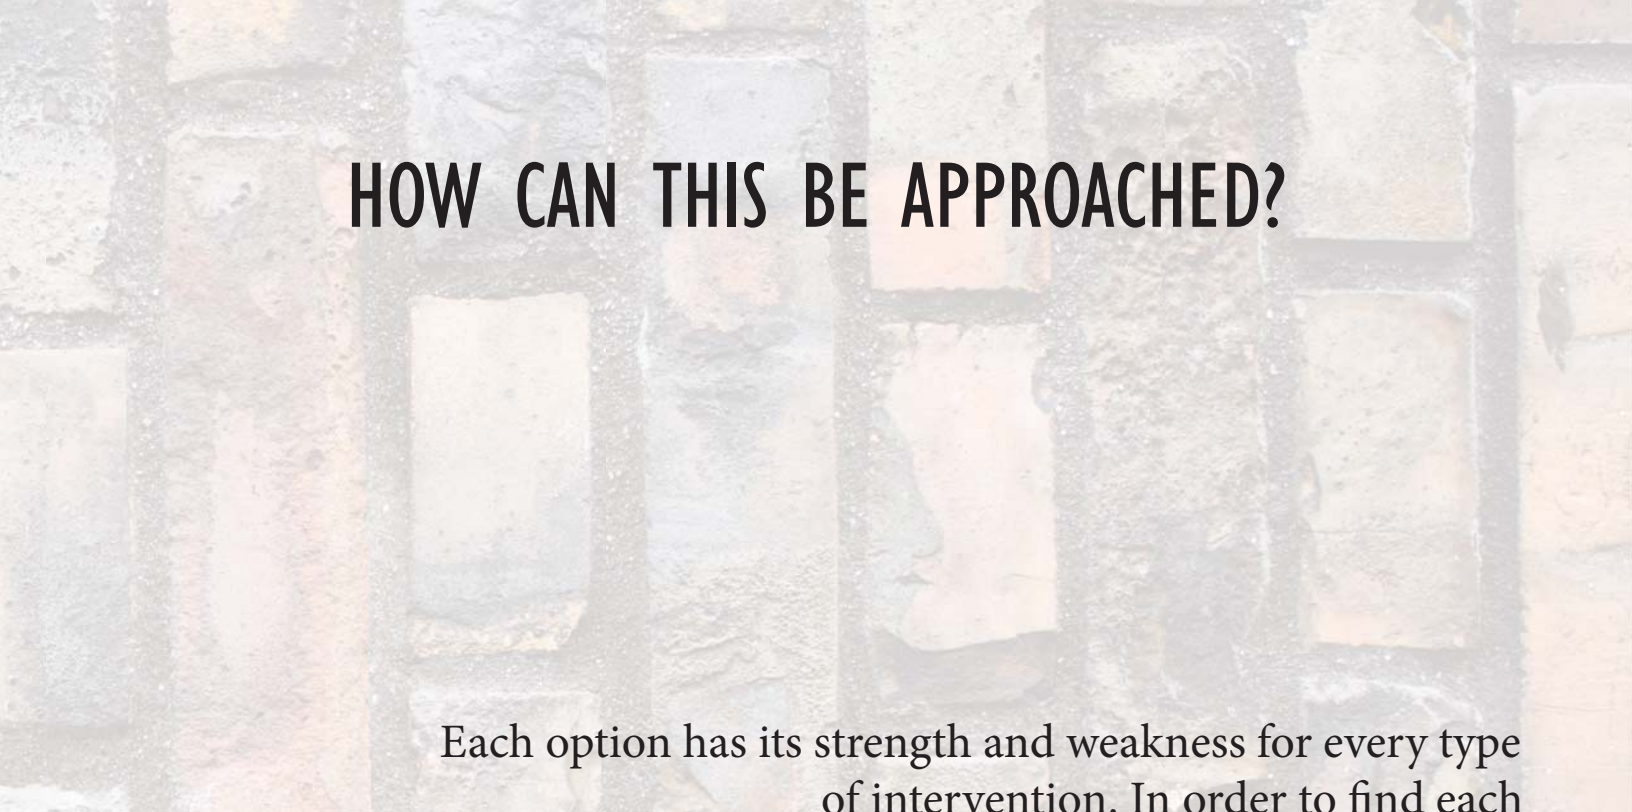 HOW CAN THIS BE APPROACHED?
Each option has its strength and weakness for every type
of intervention. In order to find each